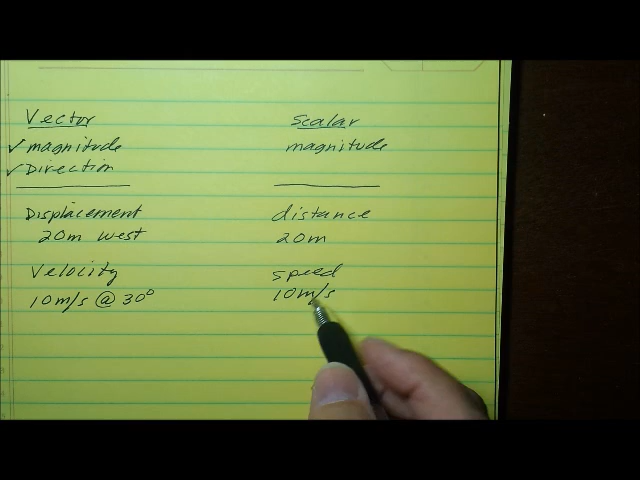 Vector
✓ magnitude
✓ Direction
Displacement
20m west
Velocity
10m/s @ 30°
Scalar
magnitude
distance
20m
speed
10m/s